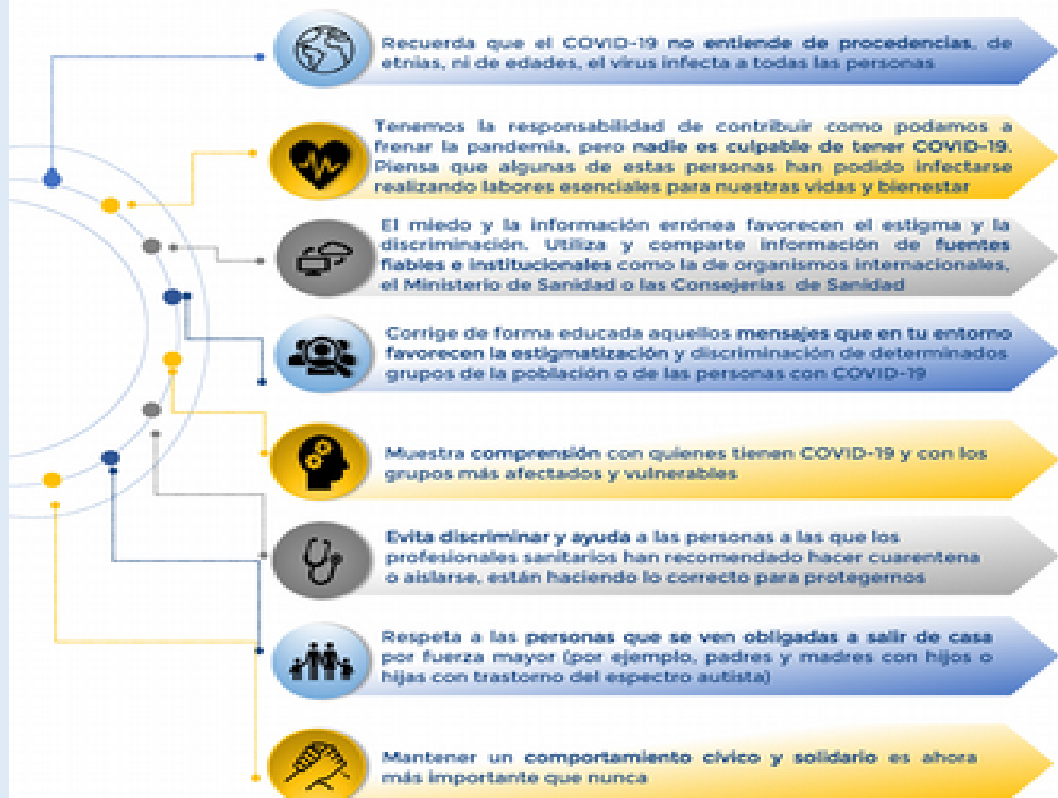 Recuerda que el COVID-19 no entiende de procedencias, de
etnias, ni de edades, el virus infecta a todas las personas
Tenemos la responsabilidad de contribuir como podamos a
frenar la pandemia, pero nadie es culpable de tener COVID-19.
Piensa que algunas de estas personas han podido infectarse
realizando labores esenciales para nuestras vidas y bienestar
El miedo y la información errónea favorecen el estigma y la
discriminación. Utiliza y comparte información de fuentes
fiables e institucionales como la de organismos internacionales,
el Ministerio de Sanidad o las Consejerías de Sanidad
Corrige de forma educada aquellos mensajes que en tu entorno
favorecen la estigmatización y discriminación de determinados
grupos de la población o de las personas con COVID-19
Muestra comprensión con quienes tienen COVID-19 y con los
grupos más afectados y vulnerables
Evita discriminar y ayuda a las personas a las que los
profesionales sanitarios han recomendado hacer cuarentena
o aislarse, están haciendo lo correcto para protegernos
Respeta a las personas que se ven obligadas a salir de casa
por fuerza mayor (por ejemplo, padres y madres con hijos o
hijas con trastorno del espectro autista)
Mantener un comportamiento cívico y solidario es ahora
más importante que nunca